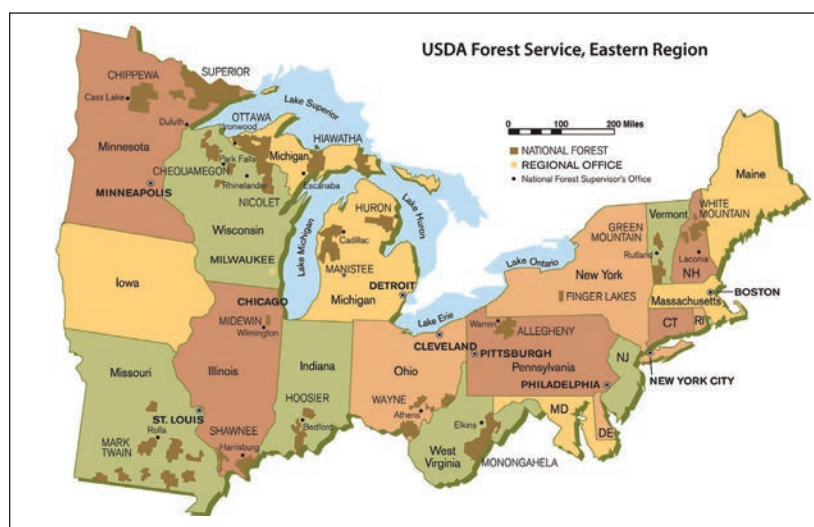 USDA Forest Service, Eastern Region
0 100 200 Miles
NATIONAL FOREST
REGIONAL OFFICE
National Forest Supervisor's Office
CHIPPEWA
SUPERIOR
Cass Lake
Duluth
Minnesota
MINNEAPOLIS
Lake Superior
OTTAWA
Ironwood
HIAWATHA
Michigan
Park Falls
CHEQUAMEGON
Rhinelander
Escanaba
NICOLET
Wisconsin
MILWAUKEE
Lake Michigan
Lake Huron
HURON
Cadillac
MANISTEE
DETROIT
Michigan
Iowa
CHICAGO
MIDEWIN
Wilmington
Illinois
Indiana
HOOSIER
Bedford
Missouri
ST. LOUIS
Rolla
MARK
TWAIN
SHAWNEE
Harrisburg
Ohio
WAYNE
Athens
Lake Erie
CLEVELAND
Lake Ontario
Warren
ALLEGHENY
PITTSBURGH
Pennsylvania
PHILADELPHIA
Elkins
West
Virginia
MONONGAHELA
MD
DE
NJ
NEW YORK CITY
New York
FINGER LAKES
GREEN
MOUNTAIN
Rutland
Vermont
WHITE
MOUNTAIN
Laconia
NH
Maine
BOSTON
Massachusetts
CT
RI